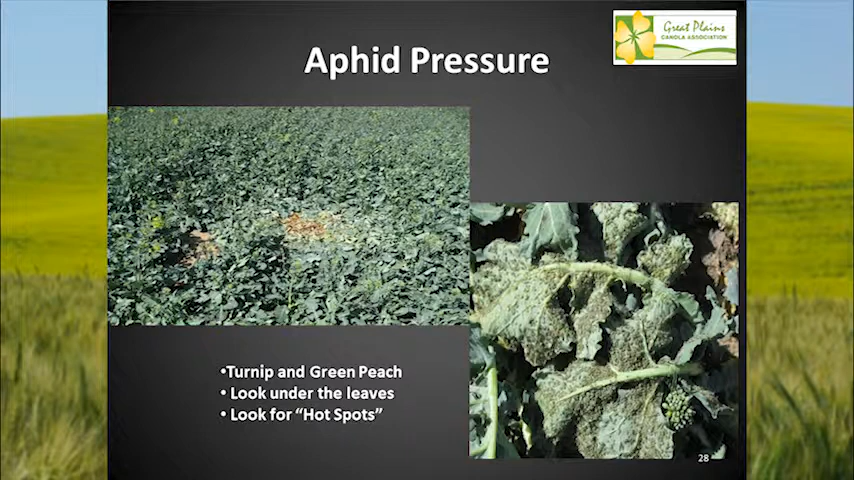 Great Plains
CANOLA ASSOCIATION
Aphid Pressure
•Turnip and Green Peach
• Look under the leaves
• Look for “Hot Spots”
28